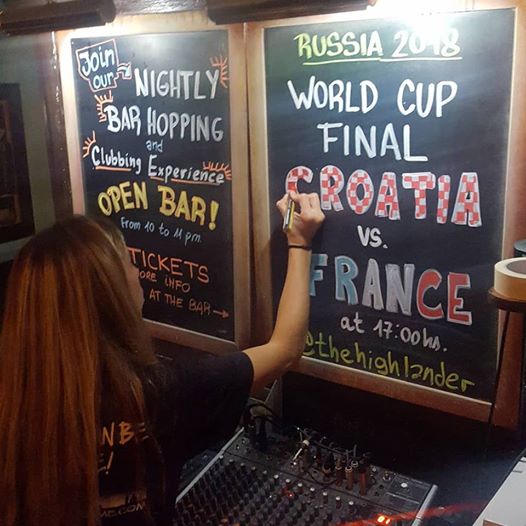 Join
our
NIGHTLY
BAR HOPPING
and
Clubbing Experience
OPEN BAR!
From 10 to 11 pm.
TICKETS
MORE INFO
AT THE BAR →
RUSSIA 2018
WORLD CUP
FINAL
CROATIA
vs.
FRANCE
at 17:00hs.
@thehighlander